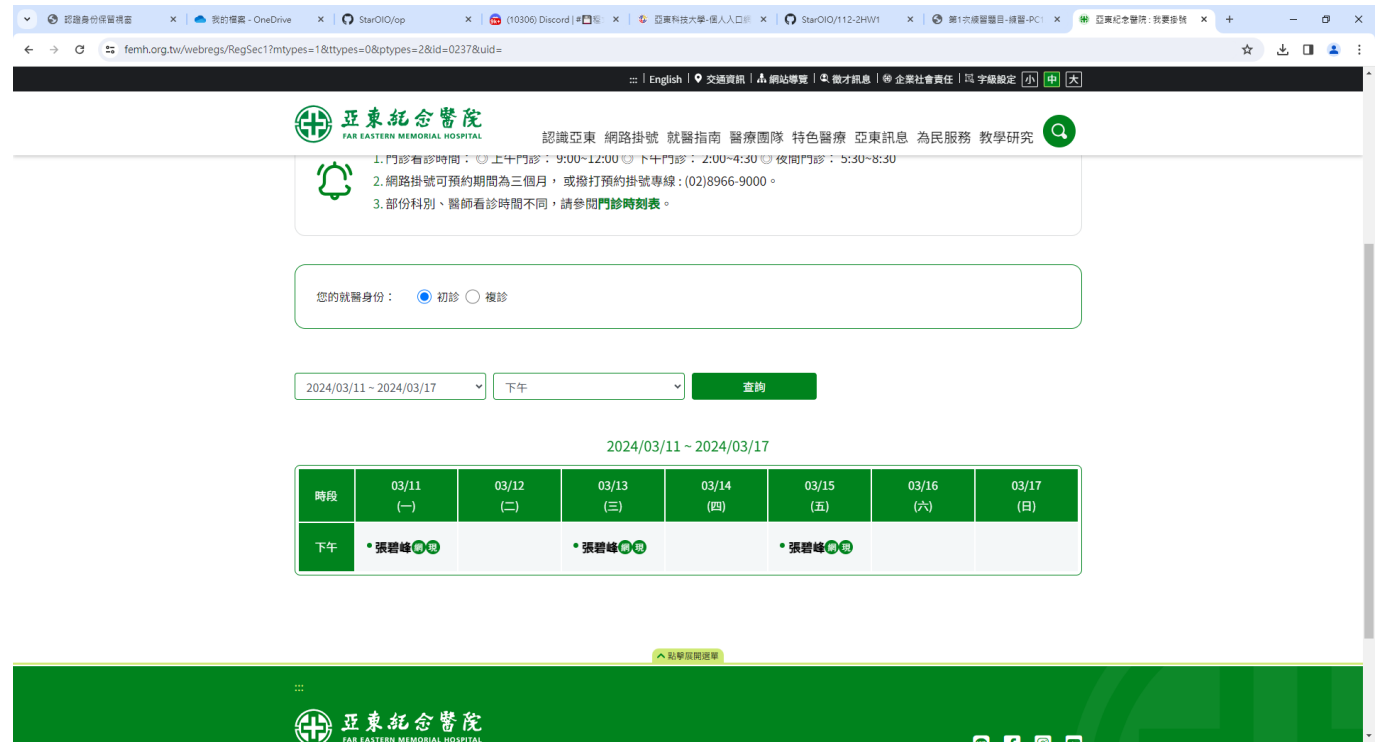 認證身份保留視窗
我的檔案 - OneDrive
StarOIO/op
(10306) Discord | #
亞東科技大學-個人入口
StarOIO/112-2HW1
第1次練習題目-練習-PC
亞東紀念醫院 : 我要掛號
femh.org.tw/webregs/RegSec1?mtypes=1&ttypes=0&ptypes=2&id=0237&uid=
::: | English | 交通資訊 | 網站導覽 | 徵才訊息 | 企業社會責任 | 字級設定 小 中 大
亞東紀念醫院
FAR EASTERN MEMORIAL HOSPITAL
認識亞東 網路掛號 就醫指南 醫療團隊 特色醫療 亞東訊息 為民服務 教學研究
1. 門診看診時間： ◎ 上午門診： 9:00~12:00 ◎ 下午門診： 2:00~4:30 ◎ 夜間門診： 5:30~8:30
2. 網路掛號可預約期間為三個月， 或撥打預約掛號專線 : (02)8966-9000。
3. 部份科別、醫師看診時間不同，請參閱門診時刻表。
您的就醫身份： 初診 複診
2024/03/11 ~ 2024/03/17 下午 查詢
2024/03/11 ~ 2024/03/17
時段 03/11 03/12 03/13 03/14 03/15 03/16 03/17
(一) (二) (三) (四) (五) (六) (日)
下午 • 張碧峰網現 • 張碧峰網現 • 張碧峰網現
點擊展開選單
:::
亞東紀念醫院
FAR EASTERN MEMORIAL HOSPITAL